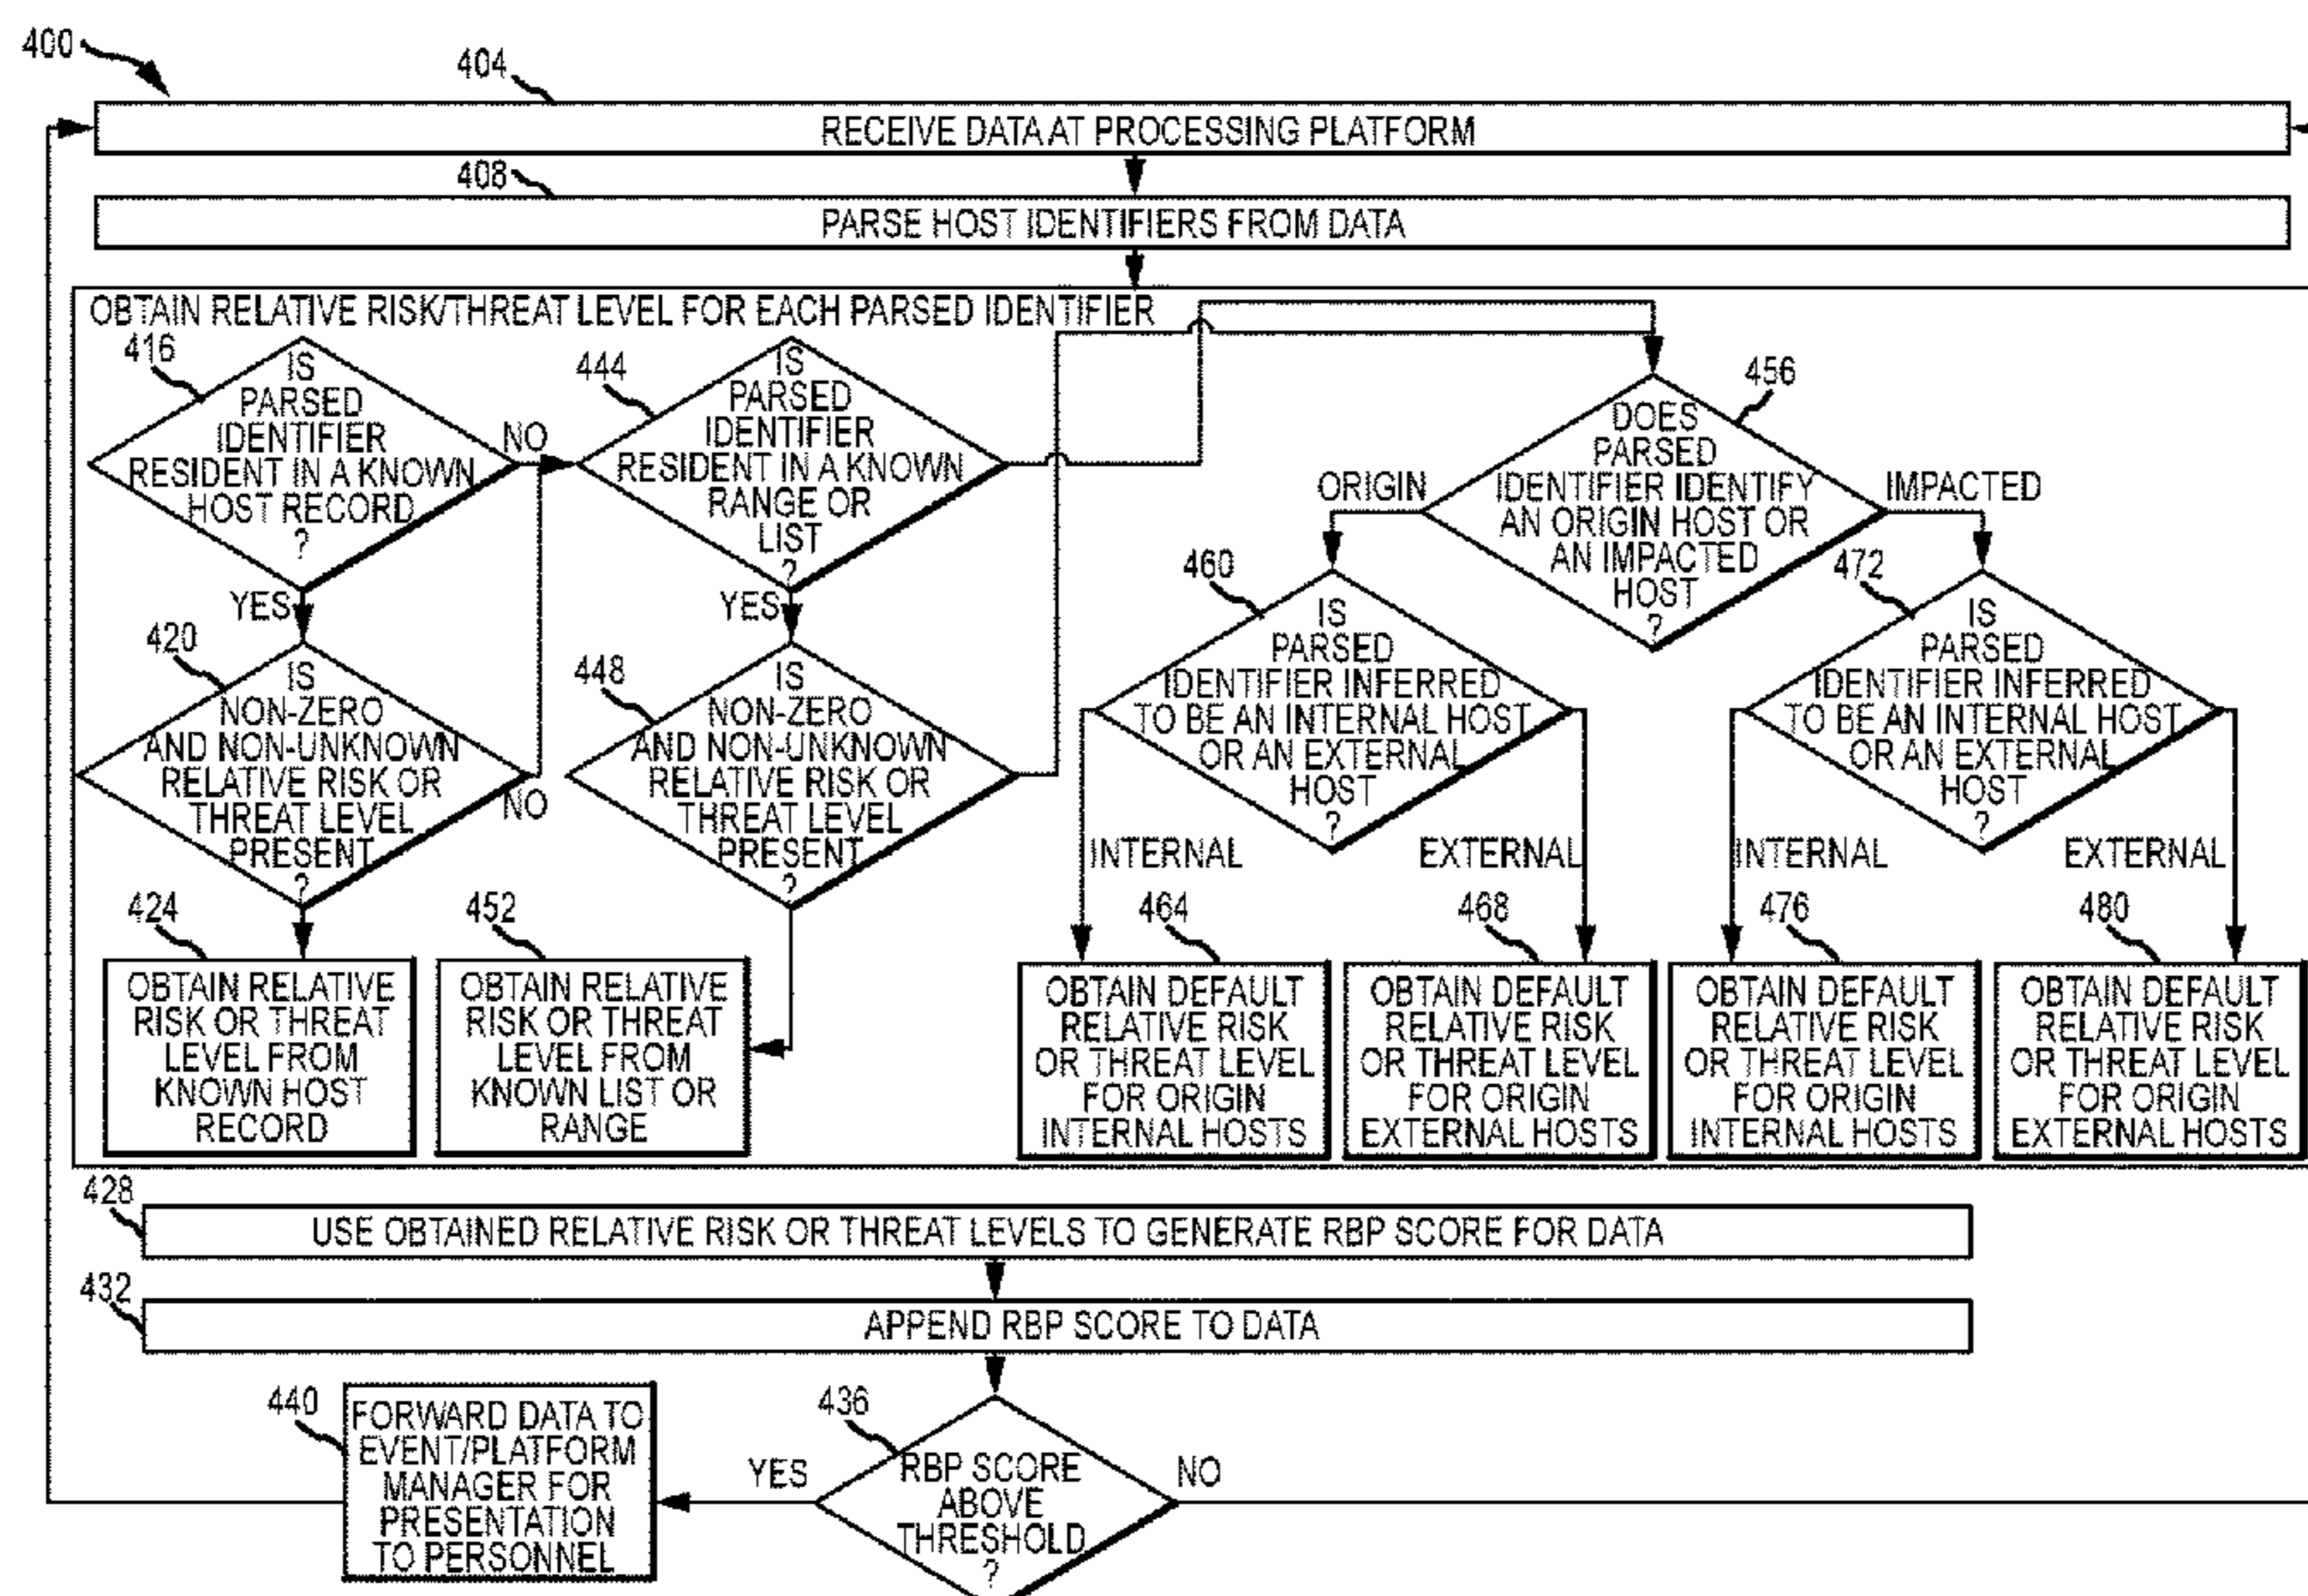 400
404
RECEIVE DATA AT PROCESSING PLATFORM
408
PARSE HOST IDENTIFIERS FROM DATA
OBTAIN RELATIVE RISK/THREAT LEVEL FOR EACH PARSED IDENTIFIER
416
IS
PARSED
IDENTIFIER
RESIDENT IN A KNOWN
HOST RECORD
?
NO
YES
444
IS
PARSED
IDENTIFIER
RESIDENT IN A KNOWN
RANGE OR
LIST
?
YES
456
DOES
PARSED
IDENTIFIER IDENTIFY
AN ORIGIN HOST OR
AN IMPACTED
HOST
?
ORIGIN
IMPACTED
420
IS
NON-ZERO
AND NON-UNKNOWN
RELATIVE RISK OR
THREAT LEVEL
PRESENT
?
NO
448
IS
NON-ZERO
AND NON-UNKNOWN
RELATIVE RISK OR
THREAT LEVEL
PRESENT
?
460
IS
PARSED
IDENTIFIER INFERRED
TO BE AN INTERNAL HOST
OR AN EXTERNAL
HOST
?
INTERNAL
EXTERNAL
472
IS
PARSED
IDENTIFIER INFERRED
TO BE AN INTERNAL HOST
OR AN EXTERNAL
HOST
?
INTERNAL
EXTERNAL
424
OBTAIN RELATIVE
RISK OR THREAT
LEVEL FROM
KNOWN HOST
RECORD
452
OBTAIN RELATIVE
RISK OR THREAT
LEVEL FROM
KNOWN LIST OR
RANGE
464
OBTAIN DEFAULT
RELATIVE RISK
OR THREAT LEVEL
FOR ORIGIN
INTERNAL HOSTS
468
OBTAIN DEFAULT
RELATIVE RISK
OR THREAT LEVEL
FOR ORIGIN
EXTERNAL HOSTS
476
OBTAIN DEFAULT
RELATIVE RISK
OR THREAT LEVEL
FOR ORIGIN
INTERNAL HOSTS
480
OBTAIN DEFAULT
RELATIVE RISK
OR THREAT LEVEL
FOR ORIGIN
EXTERNAL HOSTS
428
USE OBTAINED RELATIVE RISK OR THREAT LEVELS TO GENERATE RBP SCORE FOR DATA
432
APPEND RBP SCORE TO DATA
440
FORWARD DATA TO
EVENT/PLATFORM
MANAGER FOR
PRESENTATION
TO PERSONNEL
YES
436
RBP SCORE
ABOVE
THRESHOLD
?
NO